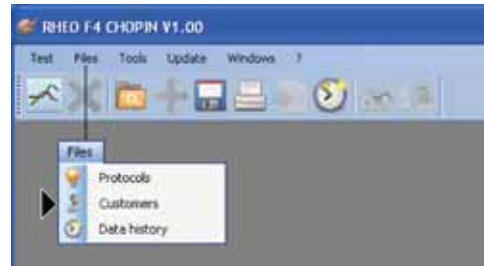 RHEO F4 CHOPIN V1.00
Test Files Tools Update Windows ?
Files
Protocols
Customers
Data history